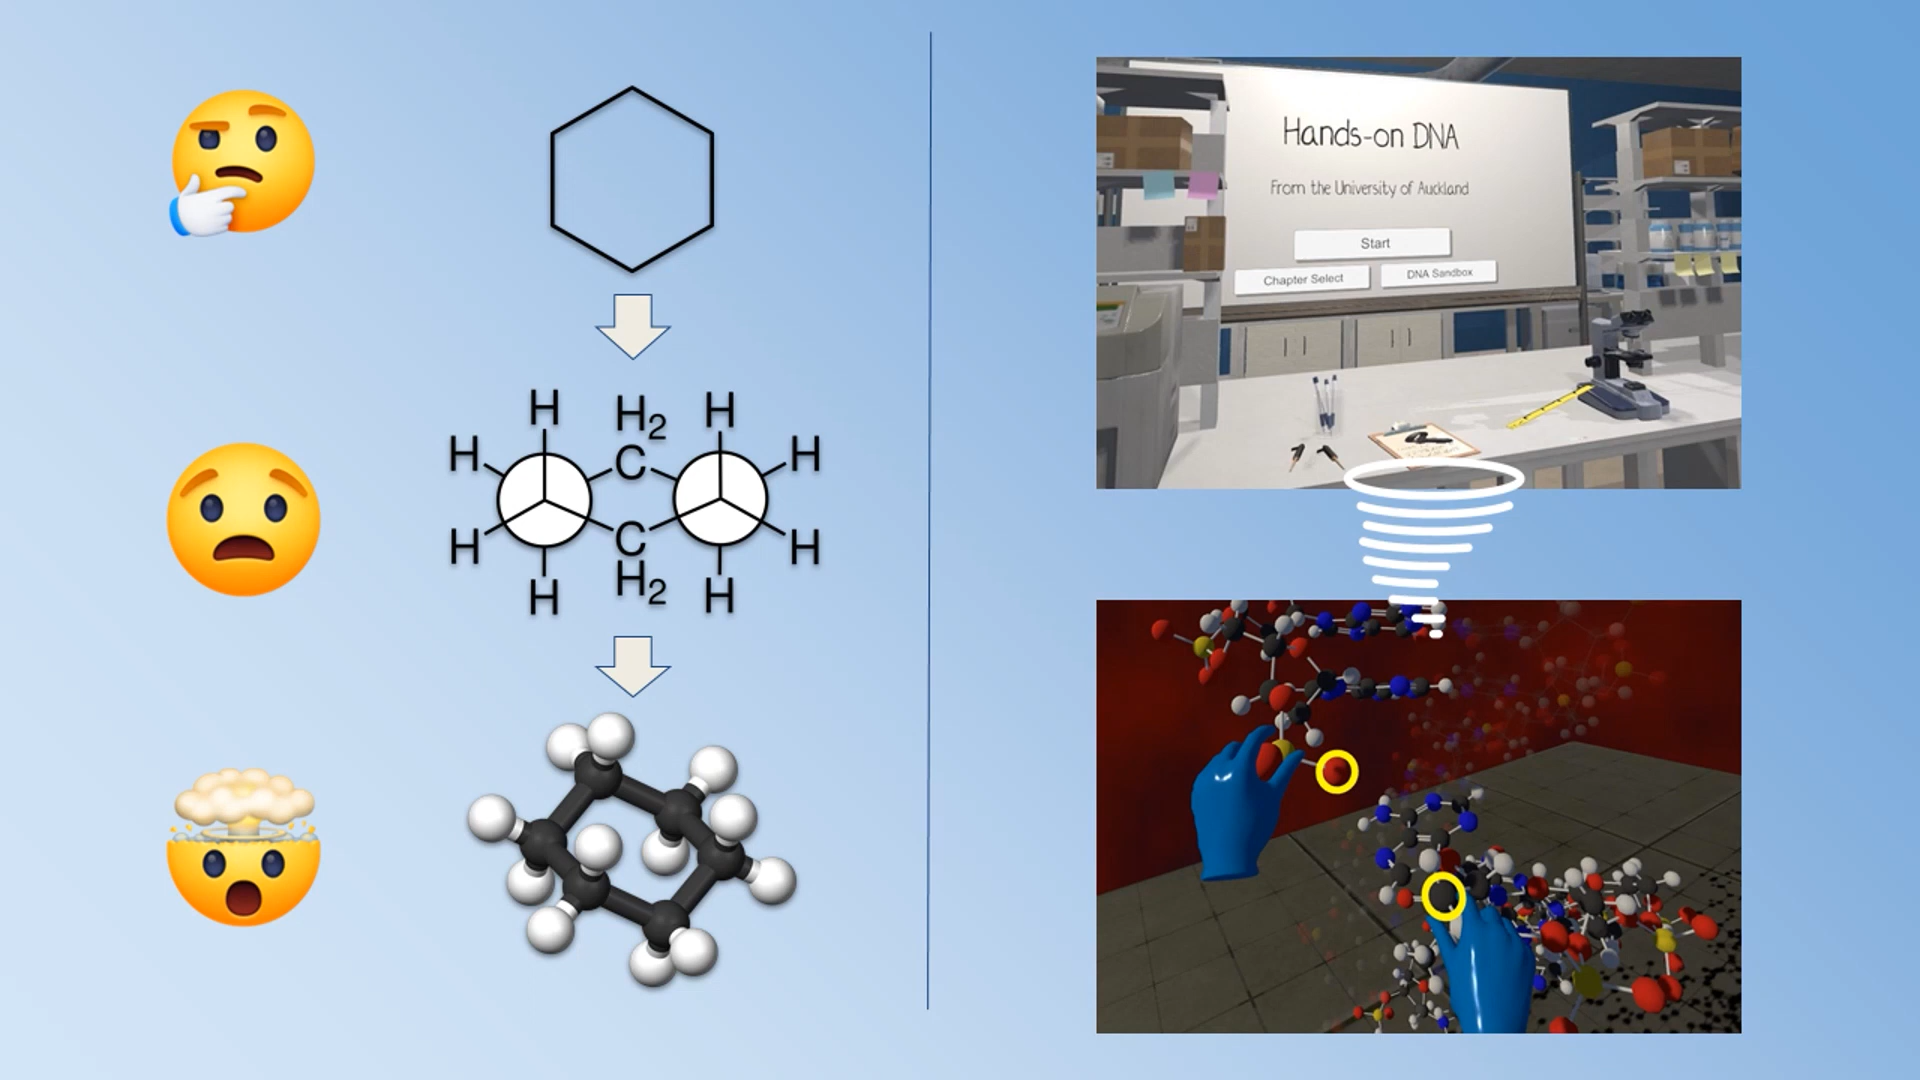 H H2 H
H C H
H C H
H H2 H
Hands-on DNA
From the University of Auckland
Start
Chapter Select
DNA Sandbox